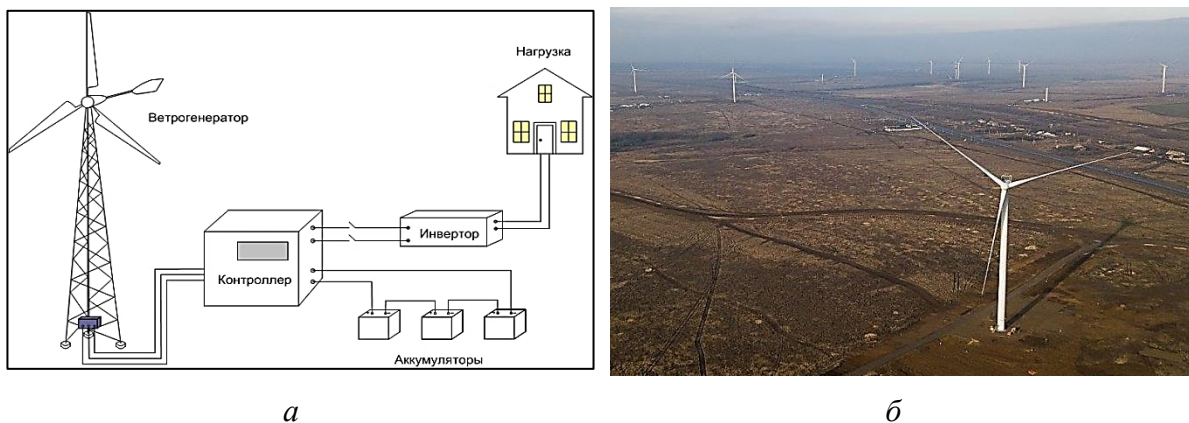 Нагрузка
Ветрогенератор
Инвертор
Контроллер
Аккумуляторы
а
б